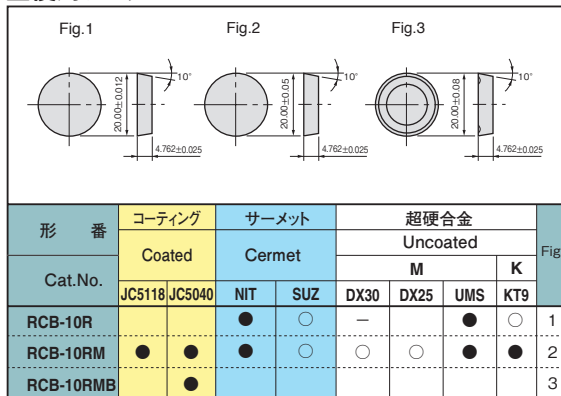 Fig.1 Fig.2 Fig.3
10° 10° 10°
20.00±0.012 20.00±0.05 20.00±0.08
4.762±0.025 4.762±0.025 4.762±0.025
形番 コーティング サーメット 超硬合金 Fig
Coated Cermet Uncoated
M K
Cat.No. JC5118 JC5040 NIT SUZ DX30 DX25 UMS KT9
RCB-10R ● ○ － ● ○ 1
RCB-10RM ● ● ● ○ ○ ○ ● ● 2
RCB-10RMB ● 3